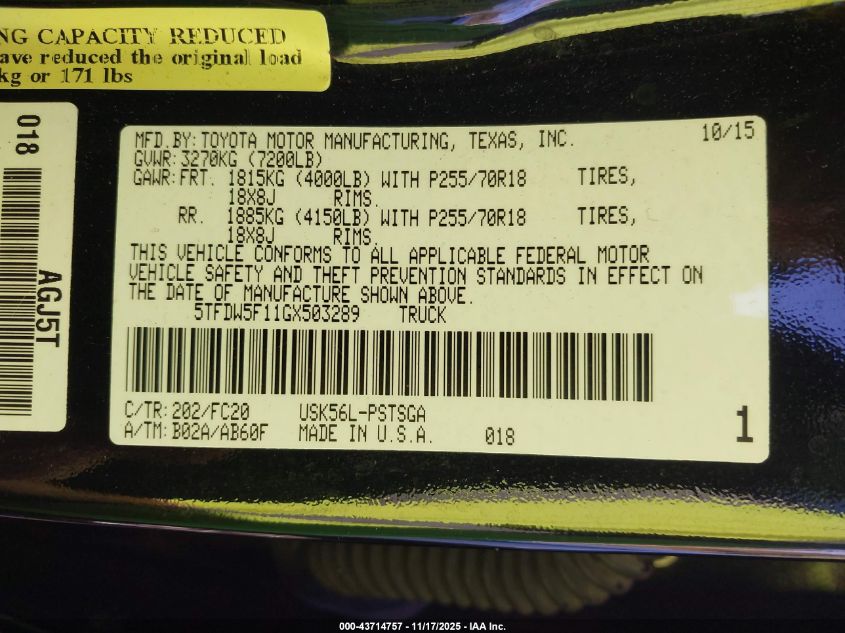 NG CAPACITY REDUCED
ave reduced the original load
kg or 171 lbs
018
AGJ5T
MFD.BY: TOYOTA MOTOR MANUFACTURING, TEXAS, INC. 10/15
GVWR: 3270KG (7200LB)
GAWR: FRT. 1815KG (4000LB) WITH P255/70R18 TIRES,
18X8J RIMS.
RR. 1885KG (4150LB) WITH P255/70R18 TIRES,
18X8J RIMS.
THIS VEHICLE CONFORMS TO ALL APPLICABLE FEDERAL MOTOR
VEHICLE SAFETY AND THEFT PREVENTION STANDARDS IN EFFECT ON
THE DATE OF MANUFACTURE SHOWN ABOVE.
5TFDW5F11GX503289 TRUCK
C/TR: 202/FC20 USK56L-PSTSGA
A/TM: B02A/AB60F MADE IN U.S.A. 018 1
000-43714757 - 11/17/2025 - IAA Inc.